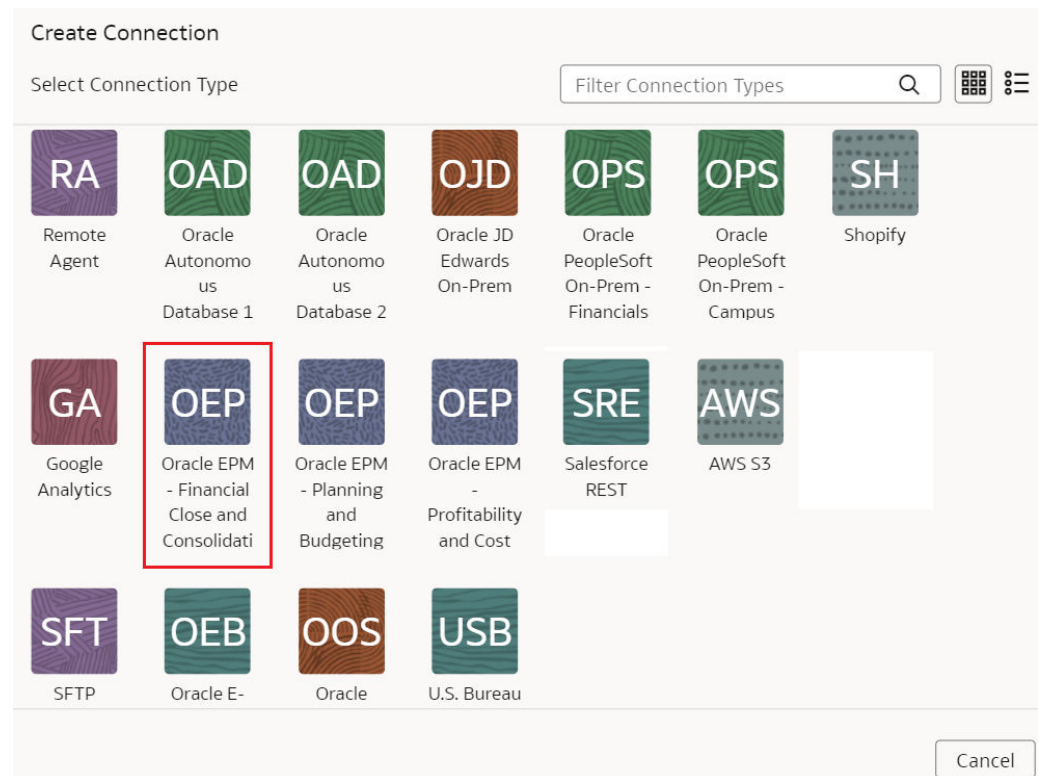 Create Connection
Select Connection Type
Filter Connection Types
RA OAD OAD OJD OPS OPS SH
Remote Agent
Oracle Autonomo us Database 1
Oracle Autonomo us Database 2
Oracle JD Edwards On-Prem
Oracle PeopleSoft On-Prem - Financials
Oracle PeopleSoft On-Prem - Campus
Shopify
GA OEP OEP OEP SRE AWS
Google Analytics
Oracle EPM - Financial Close and Consolidati
Oracle EPM - Planning and Budgeting
Oracle EPM - Profitability and Cost
Salesforce REST
AWS S3
SFT OEB OOS USB
SFTP
Oracle E-
Oracle
U.S. Bureau
Cancel